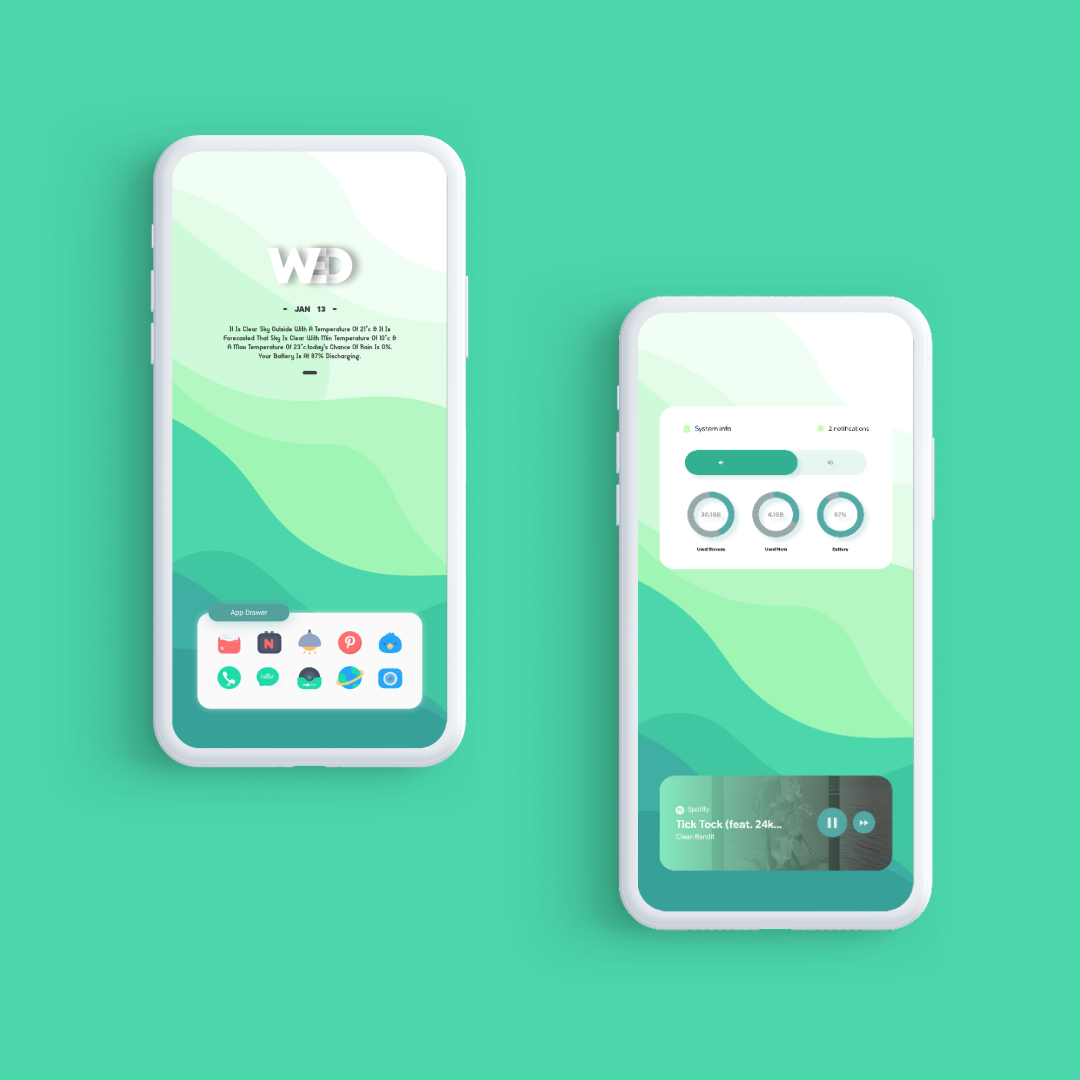 WED
- JAN 13 -
It Is Clear Sky Outside With A Temperature Of 21°c & It Is
Forecasted That Sky Is Clear With Min Temperature Of 10°c &
A Max Temperature Of 23°c.today's Chance Of Rain Is 0%.
Your Battery Is At 87% Discharging.
App Drawer
N
hello
System info
2 notifications
30.1GB
4.1GB
87%
Used Storage
Used Mem
Battery
Spotify
Tick Tock (feat. 24k...
Clean Bandit